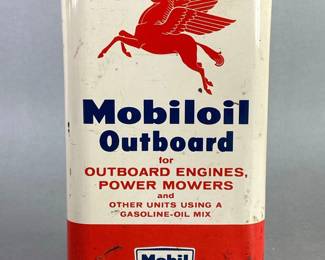 Mobiloil
Outboard
for
OUTBOARD ENGINES,
POWER MOWERS
and
OTHER UNITS USING A
GASOLINE-OIL MIX
Mobil